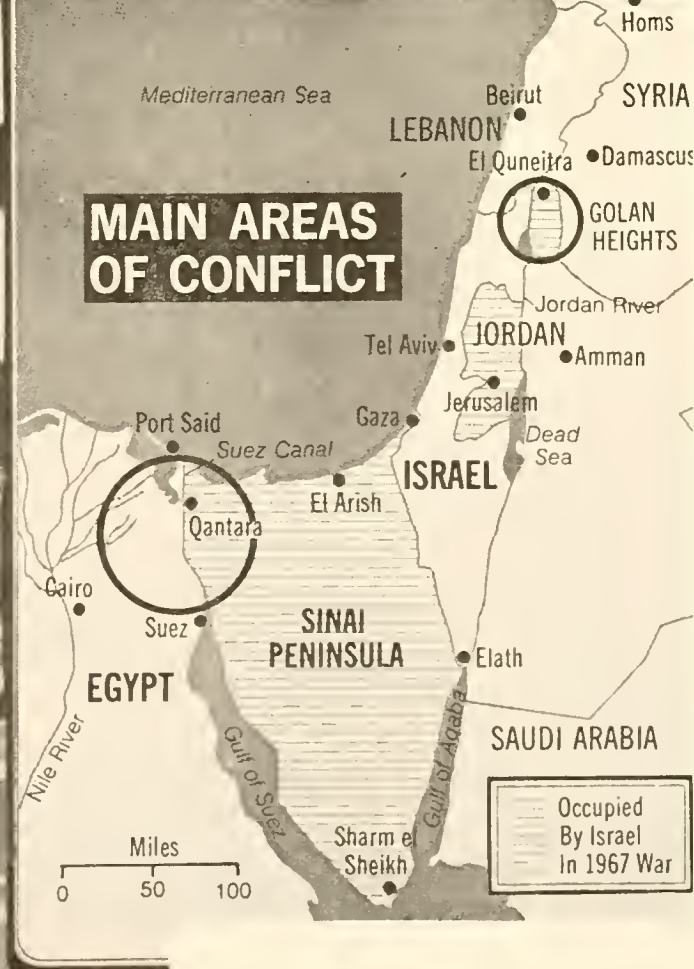 Homs
Mediterranean Sea
Beirut
SYRIA
LEBANON
El Quneitra
Damascus
MAIN AREAS
OF CONFLICT
GOLAN
HEIGHTS
Jordan River
Tel Aviv
JORDAN
Amman
Jerusalem
Port Said
Gaza
Suez Canal
Dead
Sea
ISRAEL
El Arish
Qantara
Cairo
Suez
SINAI
PENINSULA
Elath
EGYPT
Nile River
Gulf of Suez
Gulf of Aqaba
SAUDI ARABIA
Occupied
By Israel
In 1967 War
Miles
0 50 100
Sharm el
Sheikh